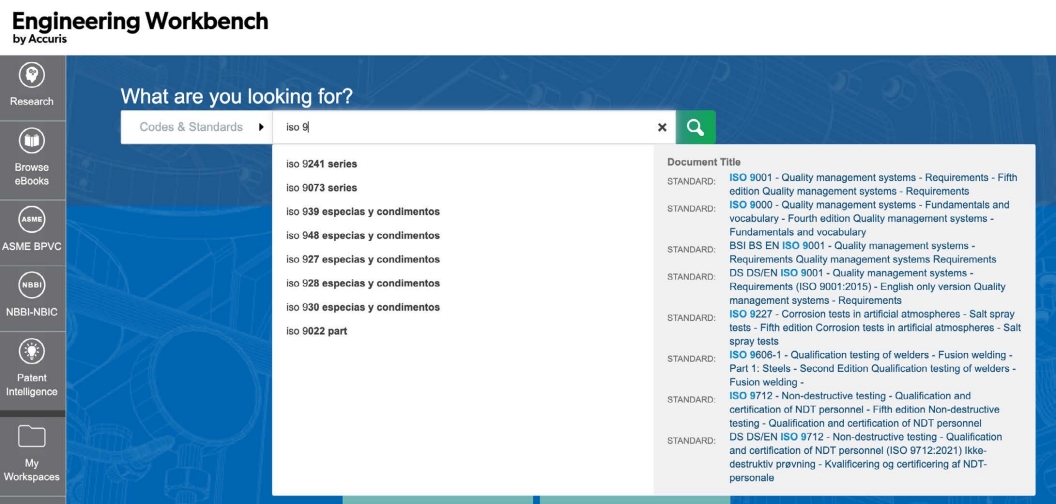 Engineering Workbench
by Accuris
Research
Browse
eBooks
ASME
ASME BPVC
NBBI
NBBI-NBIC
Patent
Intelligence
My
Workspaces
What are you looking for?
Codes & Standards
iso 9
iso 9241 series
iso 9073 series
iso 939 especias y condimentos
iso 948 especias y condimentos
iso 927 especias y condimentos
iso 928 especias y condimentos
iso 930 especias y condimentos
iso 9022 part
Document Title
STANDARD: ISO 9001 - Quality management systems - Requirements - Fifth
edition Quality management systems - Requirements
STANDARD: ISO 9000 - Quality management systems - Fundamentals and
vocabulary - Fourth edition Quality management systems -
Fundamentals and vocabulary
STANDARD: BSI BS EN ISO 9001 - Quality management systems -
Requirements Quality management systems Requirements
STANDARD: DS DS/EN ISO 9001 - Quality management systems -
Requirements (ISO 9001:2015) - English only version Quality
management systems - Requirements
STANDARD: ISO 9227 - Corrosion tests in artificial atmospheres - Salt spray
tests - Fifth edition Corrosion tests in artificial atmospheres - Salt
spray tests
STANDARD: ISO 9606-1 - Qualification testing of welders - Fusion welding -
Part 1: Steels - Second Edition Qualification testing of welders -
Fusion welding -
STANDARD: ISO 9712 - Non-destructive testing - Qualification and
certification of NDT personnel - Fifth edition Non-destructive
testing - Qualification and certification of NDT personnel
STANDARD: DS DS/EN ISO 9712 - Non-destructive testing - Qualification
and certification of NDT personnel (ISO 9712:2021) Ikke-
destruktiv prøvning - Kvalificering og certificering af NDT-
personale